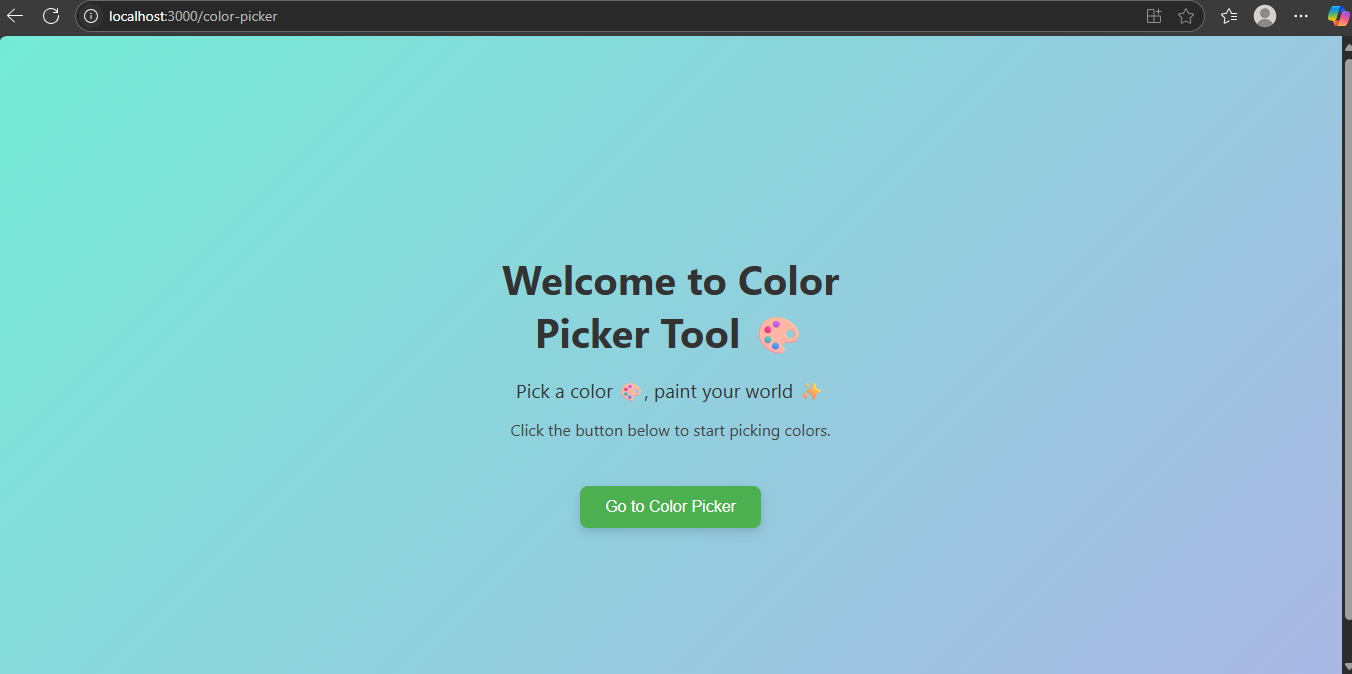 localhost:3000/color-picker
Welcome to Color
Picker Tool 🎨
Pick a color 🎨, paint your world ✨
Click the button below to start picking colors.
Go to Color Picker